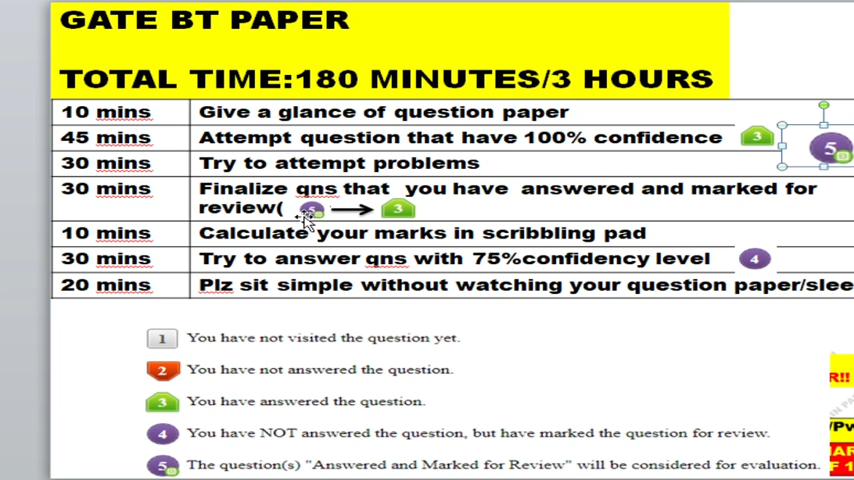 GATE BT PAPER
TOTAL TIME:180 MINUTES/3 HOURS
10 mins Give a glance of question paper
45 mins Attempt question that have 100% confidence 3 5
30 mins Try to attempt problems
30 mins Finalize qns that you have answered and marked for
review( 5 3
10 mins Calculate your marks in scribbling pad
30 mins Try to answer qns with 75%confidency level 4
20 mins Plz sit simple without watching your question paper/slee
1 You have not visited the question yet.
2 You have not answered the question.
R!!
3 You have answered the question.
4 You have NOT answered the question, but have marked the question for review.
5 The question(s) "Answered and Marked for Review" will be considered for evaluation.